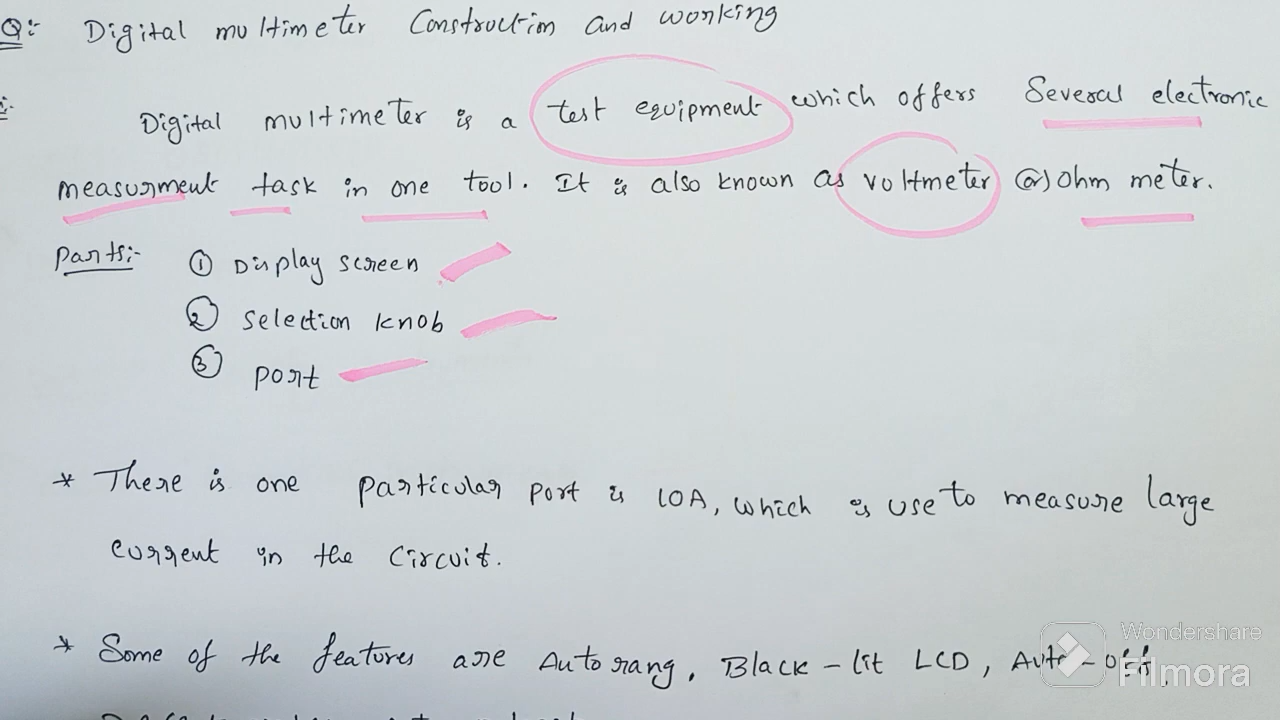 Q:- Digital multimeter Construction and working
Digital multimeter is a test equipment which offers Several electronic
measurment task in one tool. It is also known as voltmeter (or) ohm meter.
Parts:- ① Display screen
② Selection knob
③ port
* There is one particular port is 10A, which is use to measure large
current in the circuit.
* Some of the features are Auto rang, Black-lit LCD, Auto-off,
Wondershare
Filmora